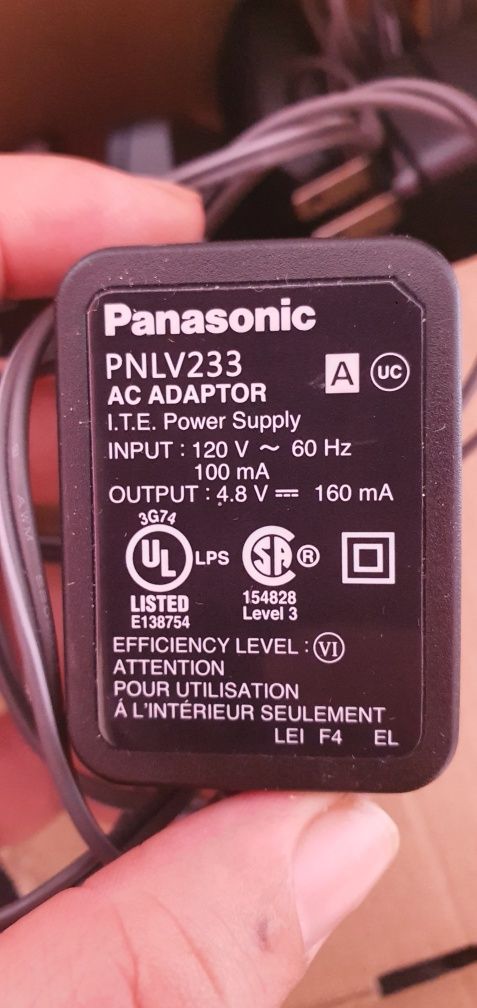 Panasonic
PNLV233
A
UC
AC ADAPTOR
I.T.E. Power Supply
INPUT : 120 V ~ 60 Hz
100 mA
OUTPUT : 4.8 V ⎓ 160 mA
3G74
UL
LPS
SA ®
LISTED
E138754
154828
Level 3
EFFICIENCY LEVEL : VI
ATTENTION
POUR UTILISATION
Á L'INTÉRIEUR SEULEMENT
LEI F4 EL